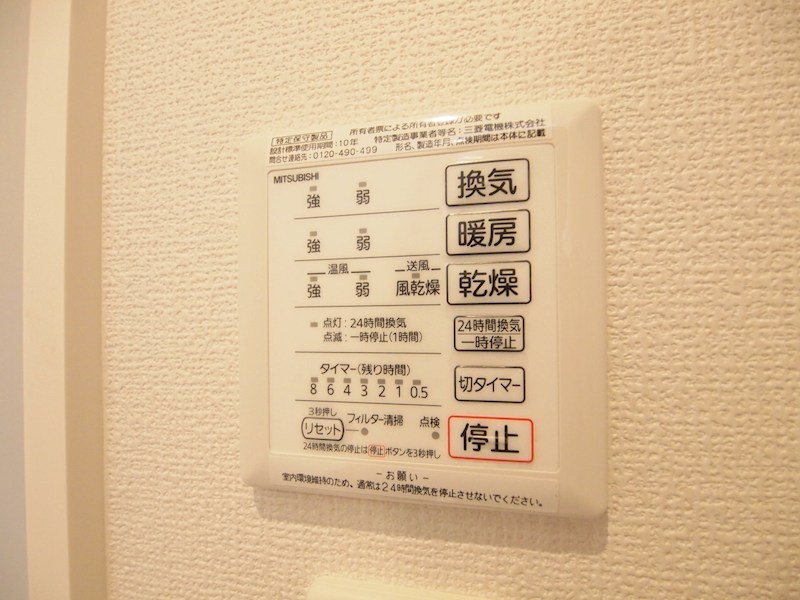 特定保守製品 所有者票による所有者登録が必要です
設計標準使用期間：10年 特定製造事業者等名：三菱電機株式会社
問合せ連絡先：0120-490-499 形名、製造年月、点検期間は本体に記載
MITSUBISHI
強 弱 換気
強 弱 暖房
温風 送風
強 弱 風乾燥 乾燥
点灯：24時間換気
点滅：一時停止(1時間)
24時間換気
一時停止
タイマー(残り時間)
8 6 4 3 2 1 0.5
切タイマー
3秒押し
リセット フィルター清掃 点検
停止
24時間換気の停止は停止ボタンを3秒押し
－お願い－
室内環境維持のため、通常は24時間換気を停止させないでください。